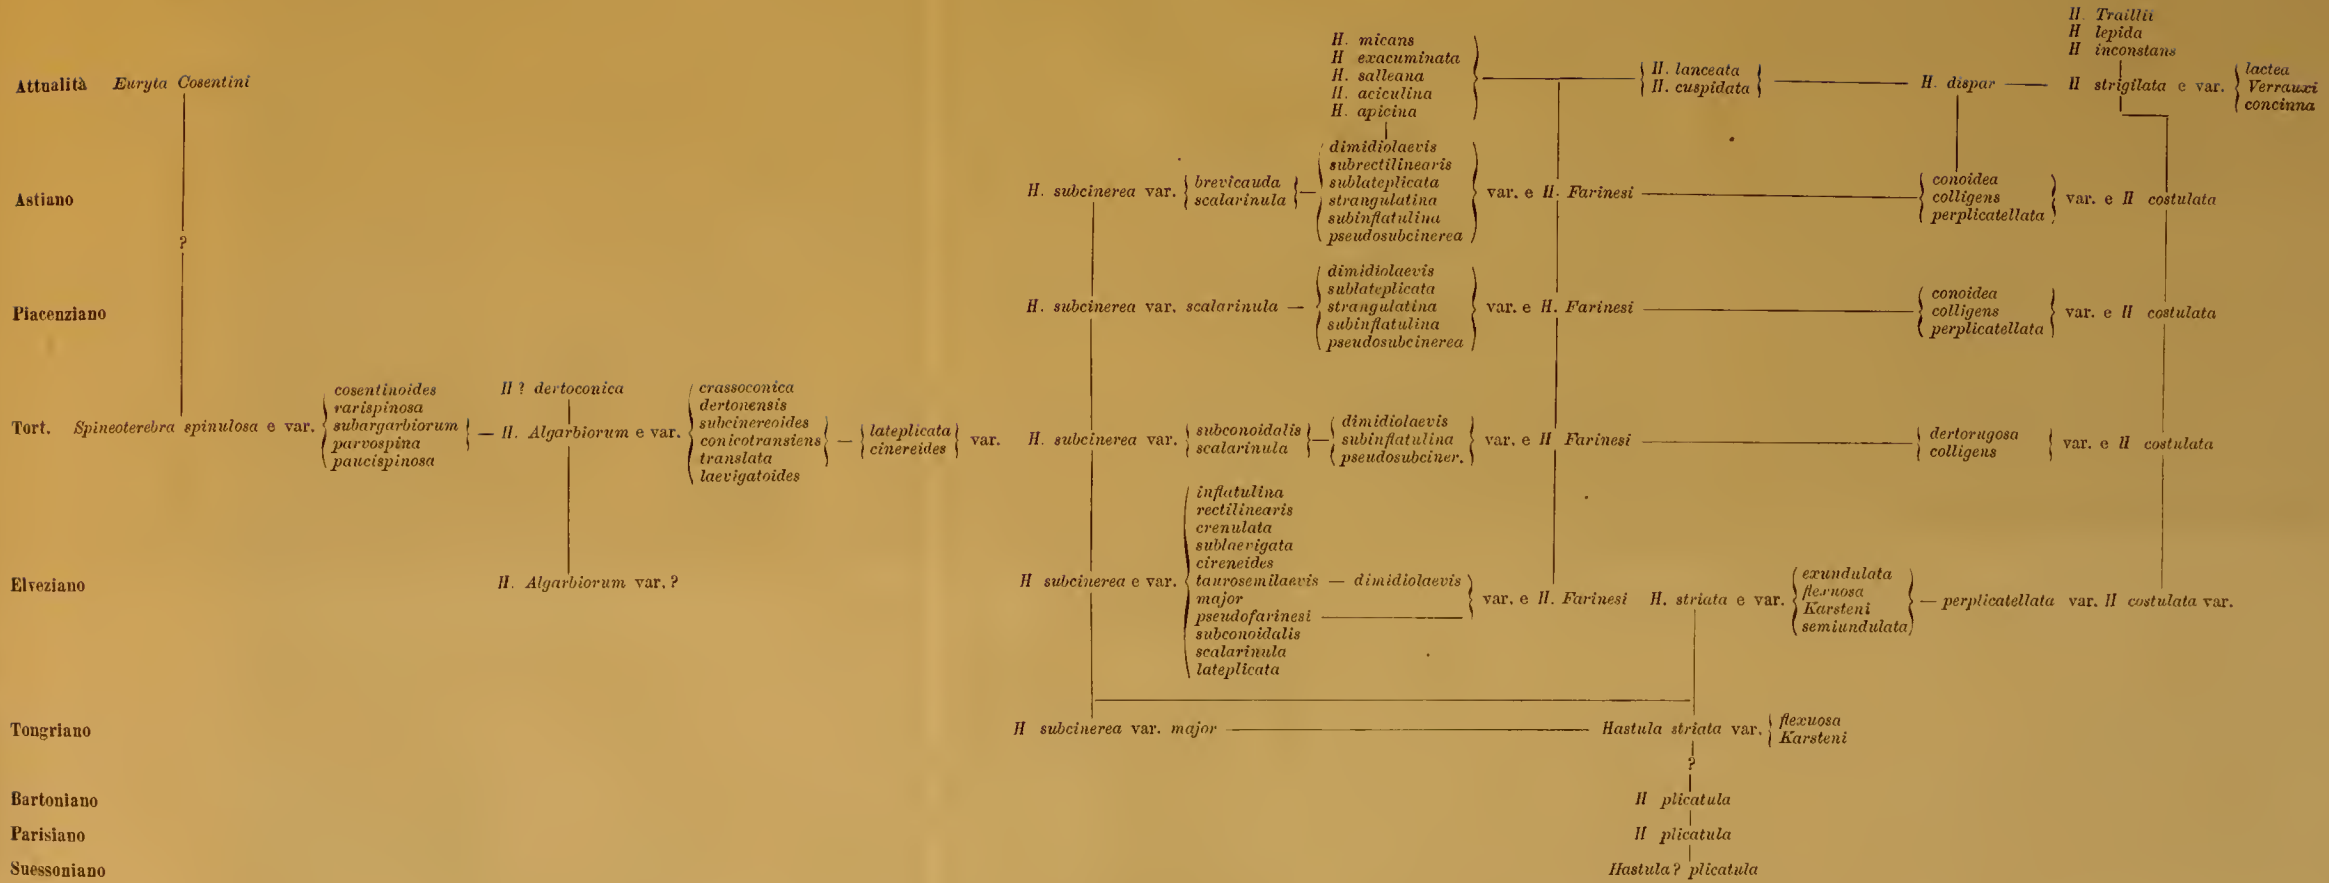 H. Traillii
H lepida
H inconstans
H. micans
H exacuminata
H. salleana
H. aciculina
H. apicina
Attualità Euryta Cosentini
H. lanceata
H. cuspidata
H. dispar
H strigilata e var.
lactea
Verrauxi
concinna
Astiano
H. subcinerea var.
brevicauda
scalarinula
dimidiolaevis
subrectilinearis
sublateplicata
strangulatina
subinflatulina
pseudosubcinerea
var. e H. Farinesi
conoidea
colligens
perplicatellata
var. e H costulata
?
Piacenziano
H. subcinerea var. scalarinula
dimidiolaevis
sublateplicata
strangulatina
subinflatulina
pseudosubcinerea
var. e H. Farinesi
conoidea
colligens
perplicatellata
var. e H costulata
Tort. Spineoterebra spinulosa e var.
cosentinoides
rarispinosa
subargarbiorum
parvospina
paucispinosa
H ? dertoconica
H. Algarbiorum e var.
crassoconica
dertonensis
subcinereoides
conicotransiens
translata
laevigatoides
lateplicata
cinereides
var.
H. subcinerea var.
subconoidalis
scalarinula
dimidiolaevis
subinflatulina
pseudosubciner.
var. e H Farinesi
dertorugosa
colligens
var. e H costulata
Elveziano
H. Algarbiorum var. ?
H subcinerea e var.
inflatulina
rectilinearis
crenulata
sublaevigata
cireneides
taurosemilaevis — dimidiolaevis
major
pseudofarinesi
subconoidalis
scalarinula
lateplicata
var. e H. Farinesi
H. striata e var.
exundulata
flexuosa
Karsteni
semiundulata
— perplicatellata var. H costulata var.
Tongriano
H subcinerea var. major
Hastula striata var.
flexuosa
Karsteni
?
Bartoniano
H plicatula
Parisiano
H plicatula
Suessoniano
Hastula ? plicatula